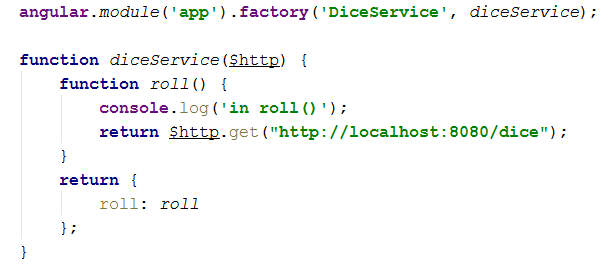 angular.module('app').factory('DiceService', diceService);
function diceService($http) {
function roll() {
console.log('in roll()');
return $http.get("http://localhost:8080/dice");
}
return {
roll: roll
};
}